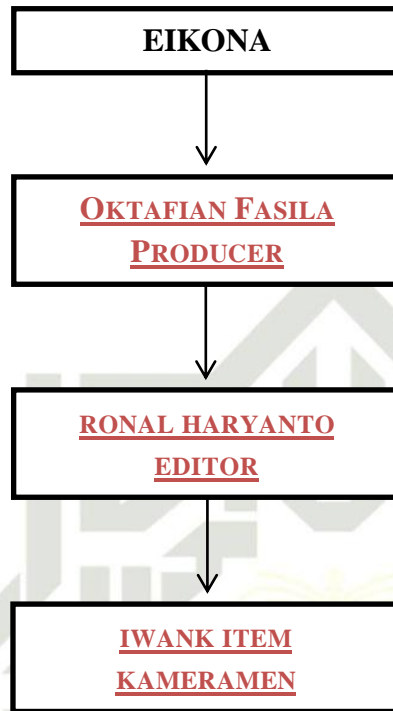 EIKONA
OKTAFIAN FASILA
PRODUCER
RONAL HARYANTO
EDITOR
IWANK ITEM
KAMERAMEN